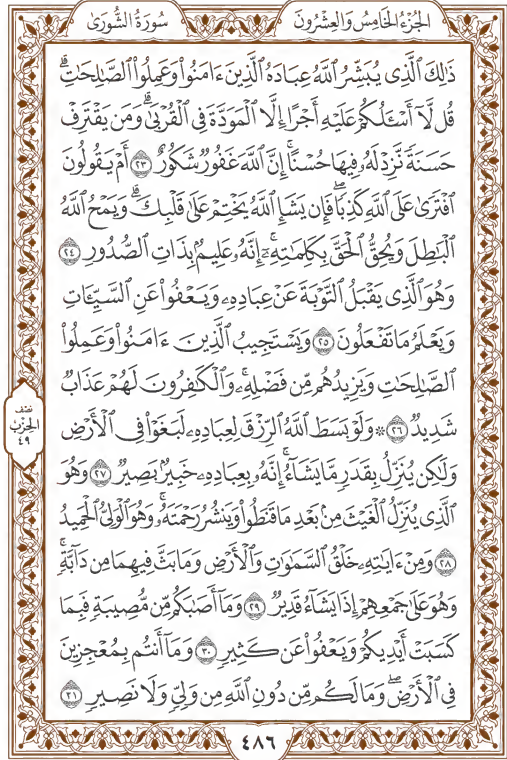 الجُزْءُ الخَامِسُ وَالعِشْرُونَ
سُورَةُ الشُّورَىٰ
ذَٰلِكَ ٱلَّذِى يُبَشِّرُ ٱللَّهُ عِبَادَهُ ٱلَّذِينَ ءَامَنُوا۟ وَعَمِلُوا۟ ٱلصَّٰلِحَٰتِۗ
قُل لَّآ أَسْـَٔلُكُمْ عَلَيْهِ أَجْرًا إِلَّا ٱلْمَوَدَّةَ فِى ٱلْقُرْبَىٰۗ وَمَن يَقْتَرِفْ
حَسَنَةً نَّزِدْ لَهُۥ فِيهَا حُسْنًاۚ إِنَّ ٱللَّهَ غَفُورٌ شَكُورٌ ٢٣ أَمْ يَقُولُونَ
ٱفْتَرَىٰ عَلَى ٱللَّهِ كَذِبًاۖ فَإِن يَشَإِ ٱللَّهُ يَخْتِمْ عَلَىٰ قَلْبِكَۗ وَيَمْحُ ٱللَّهُ
ٱلْبَٰطِلَ وَيُحِقُّ ٱلْحَقَّ بِكَلِمَٰتِهِۦٓۚ إِنَّهُۥ عَلِيمٌۢ بِذَاتِ ٱلصُّدُورِ ٢٤
وَهُوَ ٱلَّذِى يَقْبَلُ ٱلتَّوْبَةَ عَنْ عِبَادِهِۦ وَيَعْفُوا۟ عَنِ ٱلسَّيِّـَٔاتِ
وَيَعْلَمُ مَا تَفْعَلُونَ ٢٥ وَيَسْتَجِيبُ ٱلَّذِينَ ءَامَنُوا۟ وَعَمِلُوا۟
ٱلصَّٰلِحَٰتِ وَيَزِيدُهُم مِّن فَضْلِهِۦۚ وَٱلْكَٰفِرُونَ لَهُمْ عَذَابٌ
شَدِيدٌ ٢٦ ۞ وَلَوْ بَسَطَ ٱللَّهُ ٱلرِّزْقَ لِعِبَادِهِۦ لَبَغَوْا۟ فِى ٱلْأَرْضِ
وَلَٰكِن يُنَزِّلُ بِقَدَرٍ مَّا يَشَآءُۚ إِنَّهُۥ بِعِبَادِهِۦ خَبِيرٌۢ بَصِيرٌ ٢٧ وَهُوَ
ٱلَّذِى يُنَزِّلُ ٱلْغَيْثَ مِنۢ بَعْدِ مَا قَنَطُوا۟ وَيَنشُرُ رَحْمَتَهُۥۚ وَهُوَ ٱلْوَلِىُّ ٱلْحَمِيدُ
٢٨ وَمِنْ ءَايَٰتِهِۦ خَلْقُ ٱلسَّمَٰوَٰتِ وَٱلْأَرْضِ وَمَا بَثَّ فِيهِمَا مِن دَآبَّةٍۚ
وَهُوَ عَلَىٰ جَمْعِهِمْ إِذَا يَشَآءُ قَدِيرٌ ٢٩ وَمَآ أَصَٰبَكُم مِّن مُّصِيبَةٍ فَبِمَا
كَسَبَتْ أَيْدِيكُمْ وَيَعْفُوا۟ عَن كَثِيرٍ ٣٠ وَمَآ أَنتُم بِمُعْجِزِينَ
فِى ٱلْأَرْضِۖ وَمَا لَكُم مِّن دُونِ ٱللَّهِ مِن وَلِىٍّ وَلَا نَصِيرٍ ٣١
نصف
الحزب
٤٩
٤٨٦